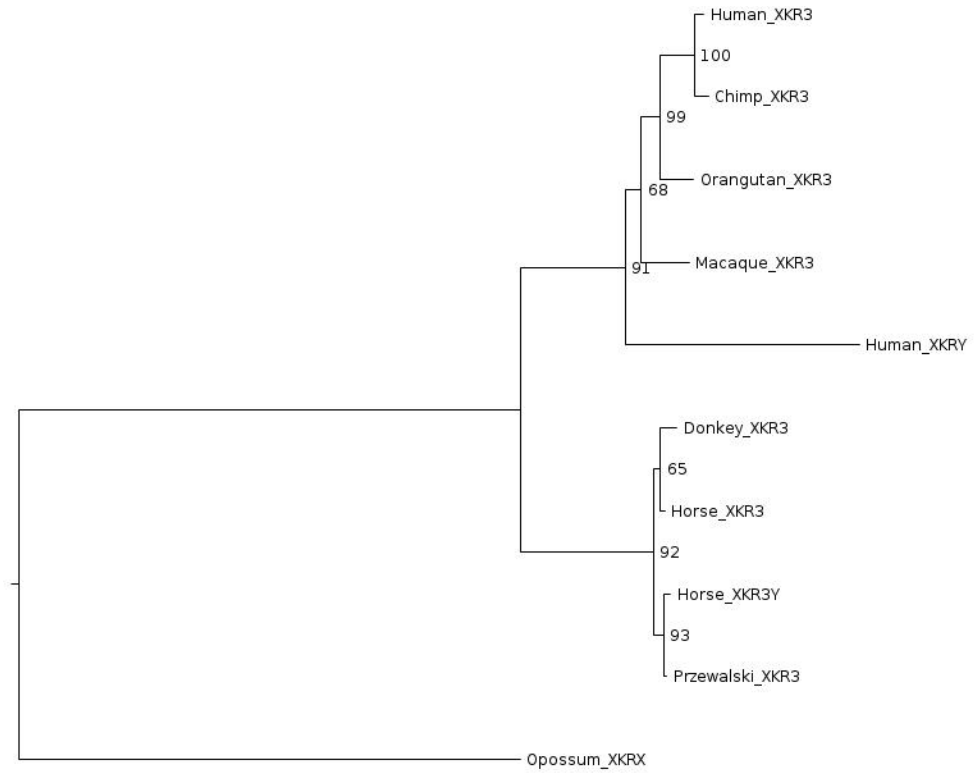 Human_XKR3
100
Chimp_XKR3
99
Orangutan_XKR3
68
Macaque_XKR3
91
Human_XKRY
Donkey_XKR3
65
Horse_XKR3
92
Horse_XKR3Y
93
Przewalski_XKR3
Opossum_XKRX